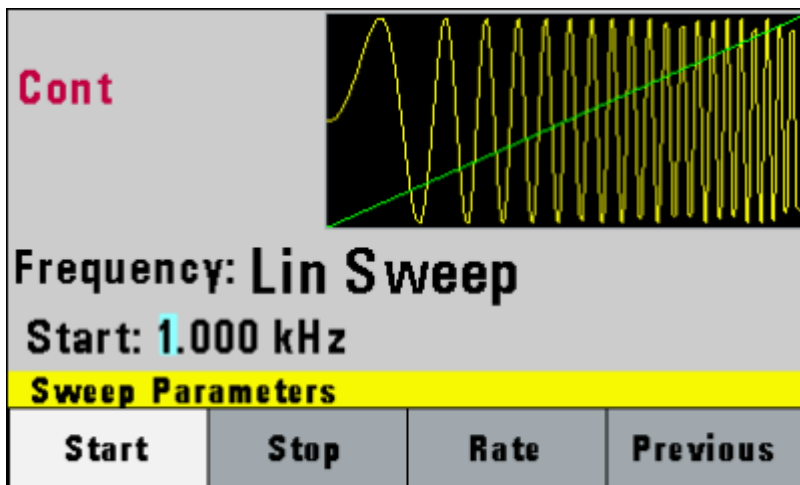 Cont
Frequency: Lin Sweep
Start: 1.000 kHz
Sweep Parameters
Start Stop Rate Previous